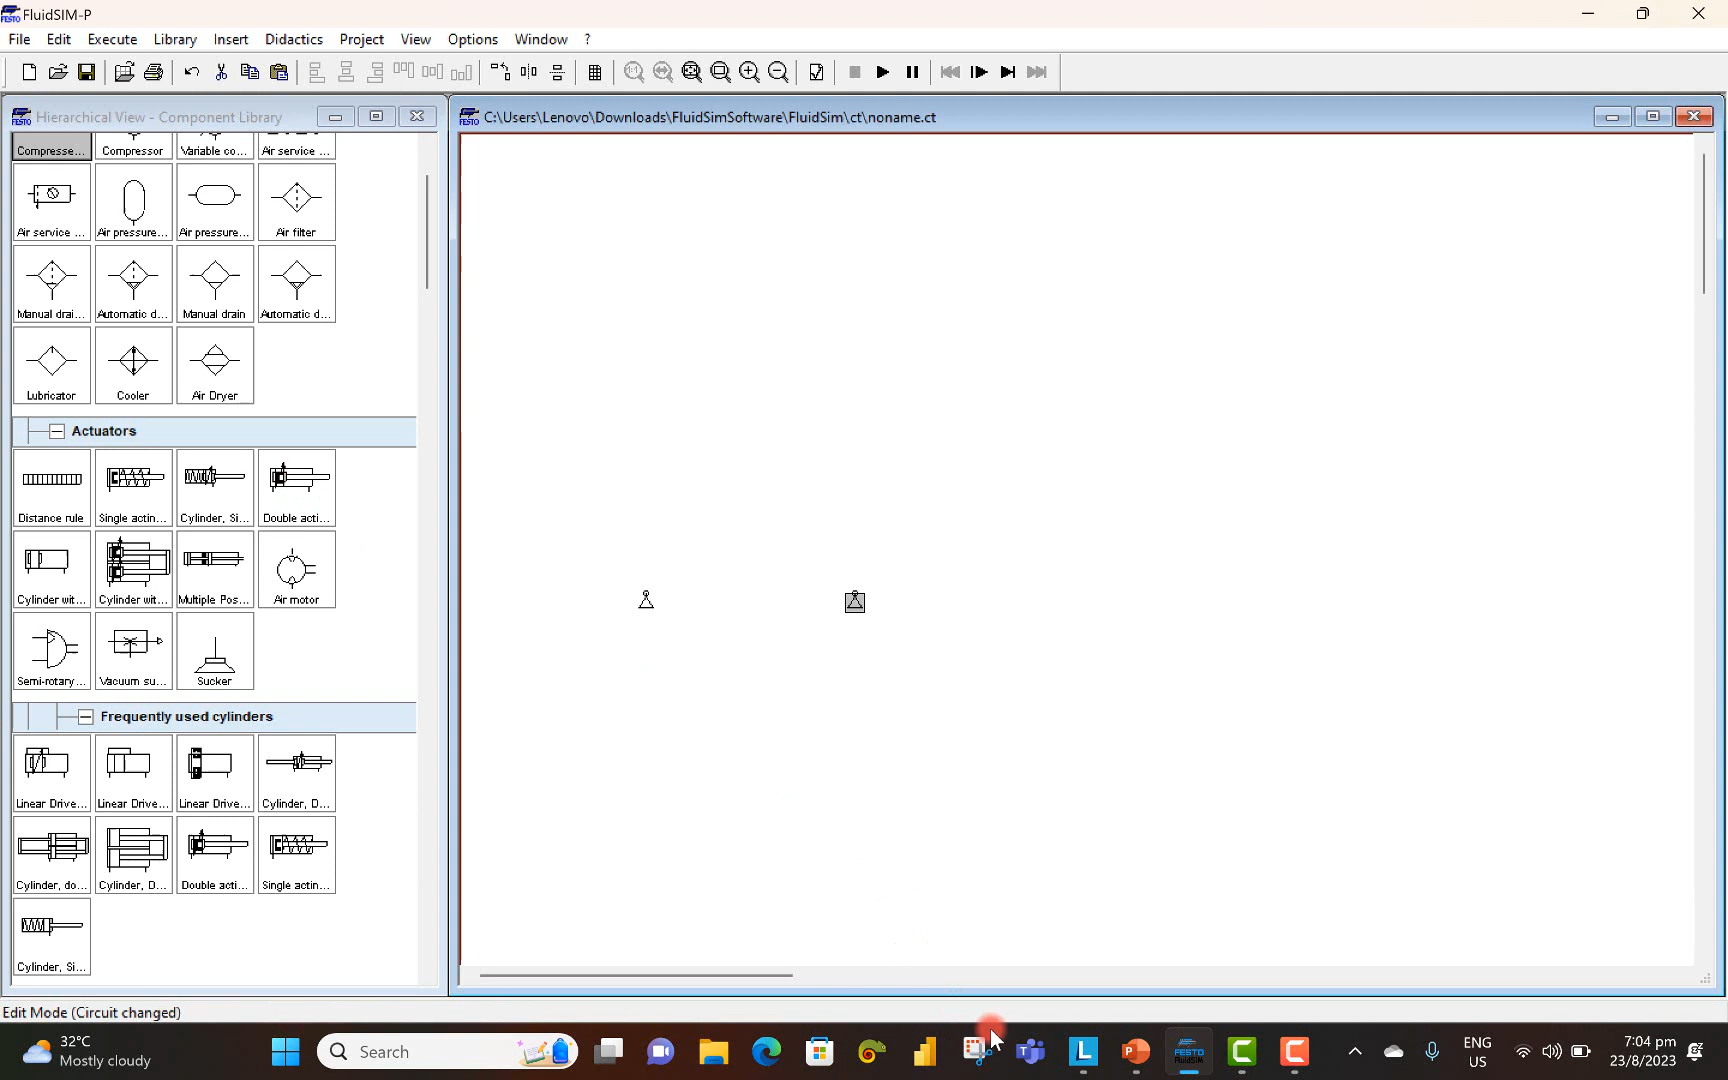 FluidSIM-P
File Edit Execute Library Insert Didactics Project View Options Window ?
Hierarchical View - Component Library
C:\Users\Lenovo\Downloads\FluidSimSoftware\FluidSim\ct\noname.ct
Compresse... Compressor Variable co... Air service ...
Air service ... Air pressure... Air pressure... Air filter
Manual drai... Automatic d... Manual drain Automatic d...
Lubricator Cooler Air Dryer
Actuators
Distance rule Single actin... Cylinder, Si... Double acti...
Cylinder wit... Cylinder wit... Multiple Pos... Air motor
Semi-rotary... Vacuum su... Sucker
Frequently used cylinders
Linear Drive... Linear Drive... Linear Drive... Cylinder, D...
Cylinder, do... Cylinder, D... Double acti... Single actin...
Cylinder, Si...
Edit Mode (Circuit changed)
32°C
Mostly cloudy
Search
FESTO
FluidSIM
ENG
US
7:04 pm
23/8/2023